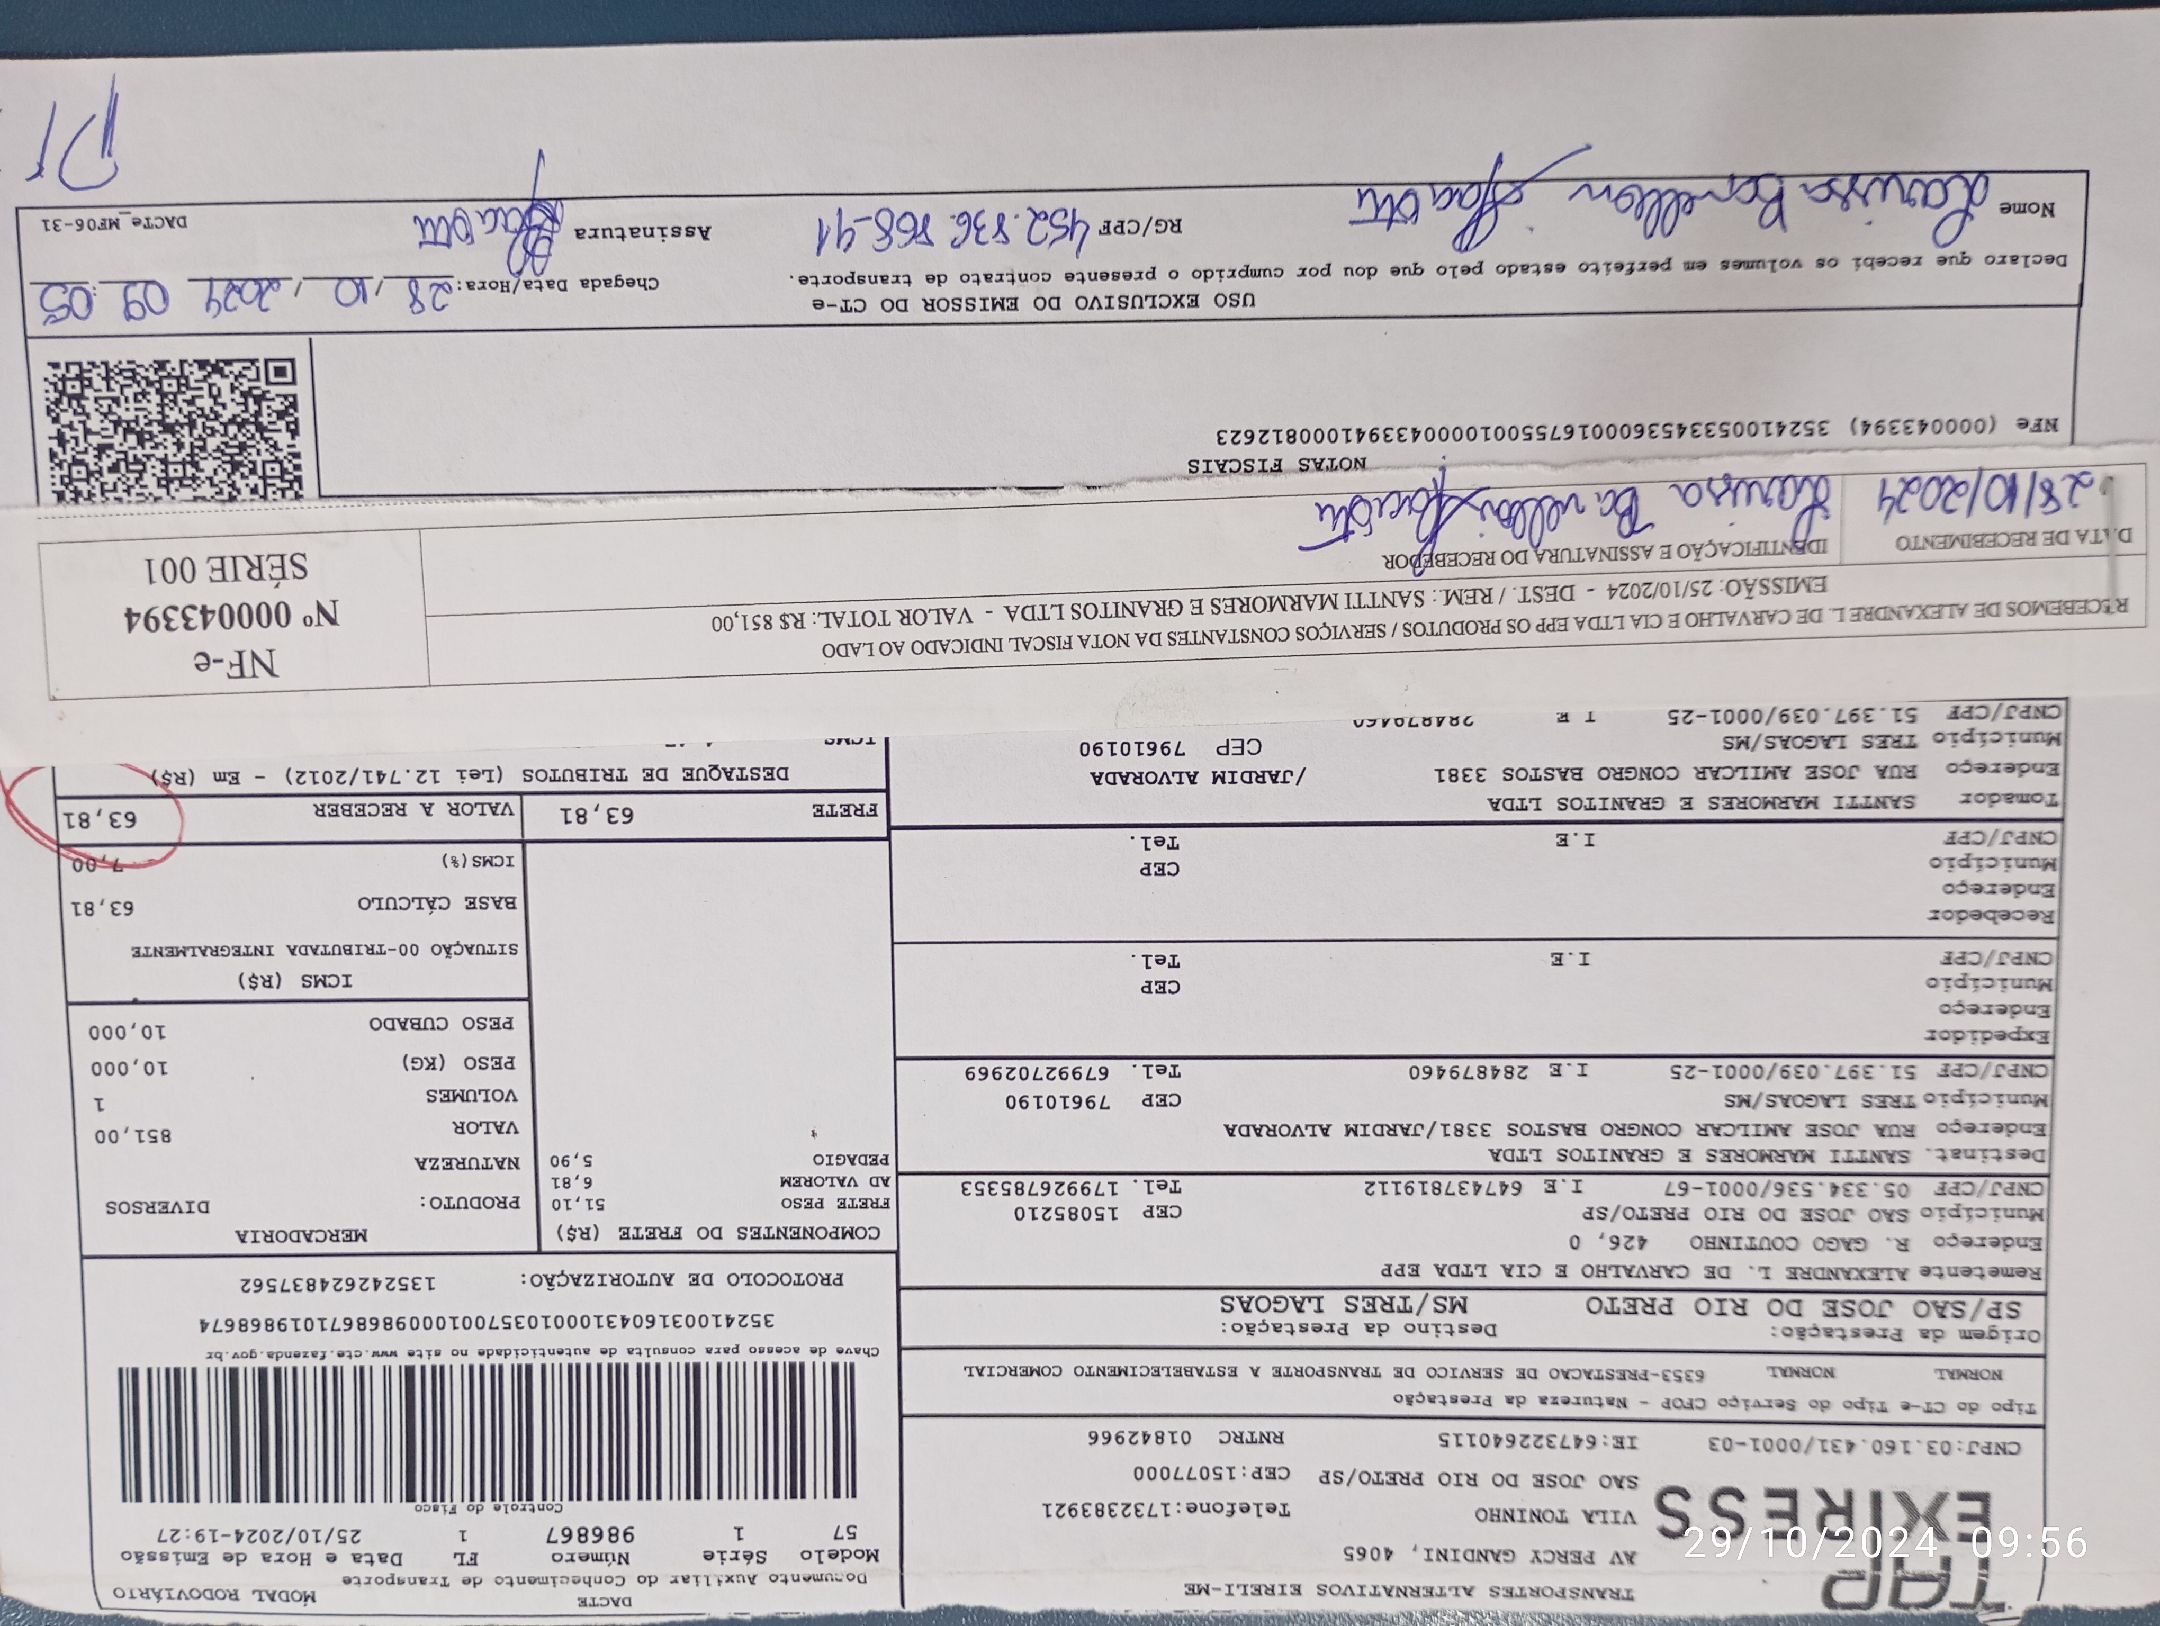 TAP
EXPRESS
TRANSPORTES ALTERNATIVOS EIRELI-ME
AV PERCY GANDINI, 4065
VILA TONINHO Telefone:1732383921
SAO JOSE DO RIO PRETO/SP CEP:15077000
CNPJ:03.160.431/0001-03 IE:647322640115 RNTRC 01842966
DACTE MODAL RODOVIÁRIO
Documento Auxiliar do Conhecimento de Transporte
Modelo Série Número FL Data e Hora de Emissão
57 1 986867 1 25/10/2024-19:27
Controle do Fisco
Chave de acesso para consulta de autenticidade no site www.cte.fazenda.gov.br
35241003160431000103570010009868671019868674
PROTOCOLO DE AUTORIZAÇÃO: 135242624837562
Tipo do CT-e Tipo do Serviço CFOP - Natureza da Prestação
NORMAL NORMAL 6353-PRESTACAO DE SERVICO DE TRANSPORTE A ESTABELECIMENTO COMERCIAL
Origem da Prestação: Destino da Prestação:
SP/SAO JOSE DO RIO PRETO MS/TRES LAGOAS
Remetente ALEXANDRE L. DE CARVALHO E CIA LTDA EPP
Endereço R. GAGO COUTINHO 426, 0
Município SAO JOSE DO RIO PRETO/SP CEP 15085210
CNPJ/CPF 05.334.536/0001-67 I.E 647437819112 Tel. 17992678535
Destinat. SANTTI MARMORES E GRANITOS LTDA
Endereço RUA JOSE AMILCAR CONGRO BASTOS 3381/JARDIM ALVORADA
Município TRES LAGOAS/MS CEP 79610190
CNPJ/CPF 51.397.039/0001-25 I.E 284879460 Tel. 67992702969
Expedidor
Endereço
Município CEP
CNPJ/CPF I.E Tel.
Recebedor
Endereço
Município CEP
CNPJ/CPF I.E Tel.
Tomador SANTTI MARMORES E GRANITOS LTDA
Endereço RUA JOSE AMILCAR CONGRO BASTOS 3381 /JARDIM ALVORADA
Município TRES LAGOAS/MS CEP 79610190
CNPJ/CPF 51.397.039/0001-25 I E 284879460
COMPONENTES DO FRETE (R$)
FRETE PESO 51,10
AD VALOREM 6,81
PEDAGIO 5,90
MERCADORIA
PRODUTO: DIVERSOS
NATUREZA
VALOR 851,00
VOLUMES 1
PESO (KG) 10,000
PESO CUBADO 10,000
ICMS (R$)
SITUAÇÃO 00-TRIBUTADA INTEGRALMENTE
BASE CÁLCULO 63,81
ICMS(%) 7,00
FRETE 63,81 VALOR A RECEBER 63,81
DESTAQUE DE TRIBUTOS (Lei 12.741/2012) - Em (R$)
ICMS
RECEBEMOS DE ALEXANDRE L. DE CARVALHO E CIA LTDA EPP OS PRODUTOS / SERVIÇOS CONSTANTES DA NOTA FISCAL INDICADO AO LADO
EMISSÃO: 25/10/2024 - DEST. / REM.: SANTTI MARMORES E GRANITOS LTDA - VALOR TOTAL: R$ 851,00
DATA DE RECEBIMENTO IDENTIFICAÇÃO E ASSINATURA DO RECEBEDOR
28/10/2024 Larissa
NF-e
Nº 000043394
SÉRIE 001
NOTAS FISCAIS
NFe (000043394) 35241005334536000167550010000433941000812623
USO EXCLUSIVO DO EMISSOR DO CT-e
Declaro que recebi os volumes em perfeito estado pelo que dou por cumprido o presente contrato de transporte.
Chegada Data/Hora: 28/10/2024 09:05
Nome Larissa RG/CPF 452.836.868-41 Assinatura
DACTe_MF06-31
29/10/2024 09:56